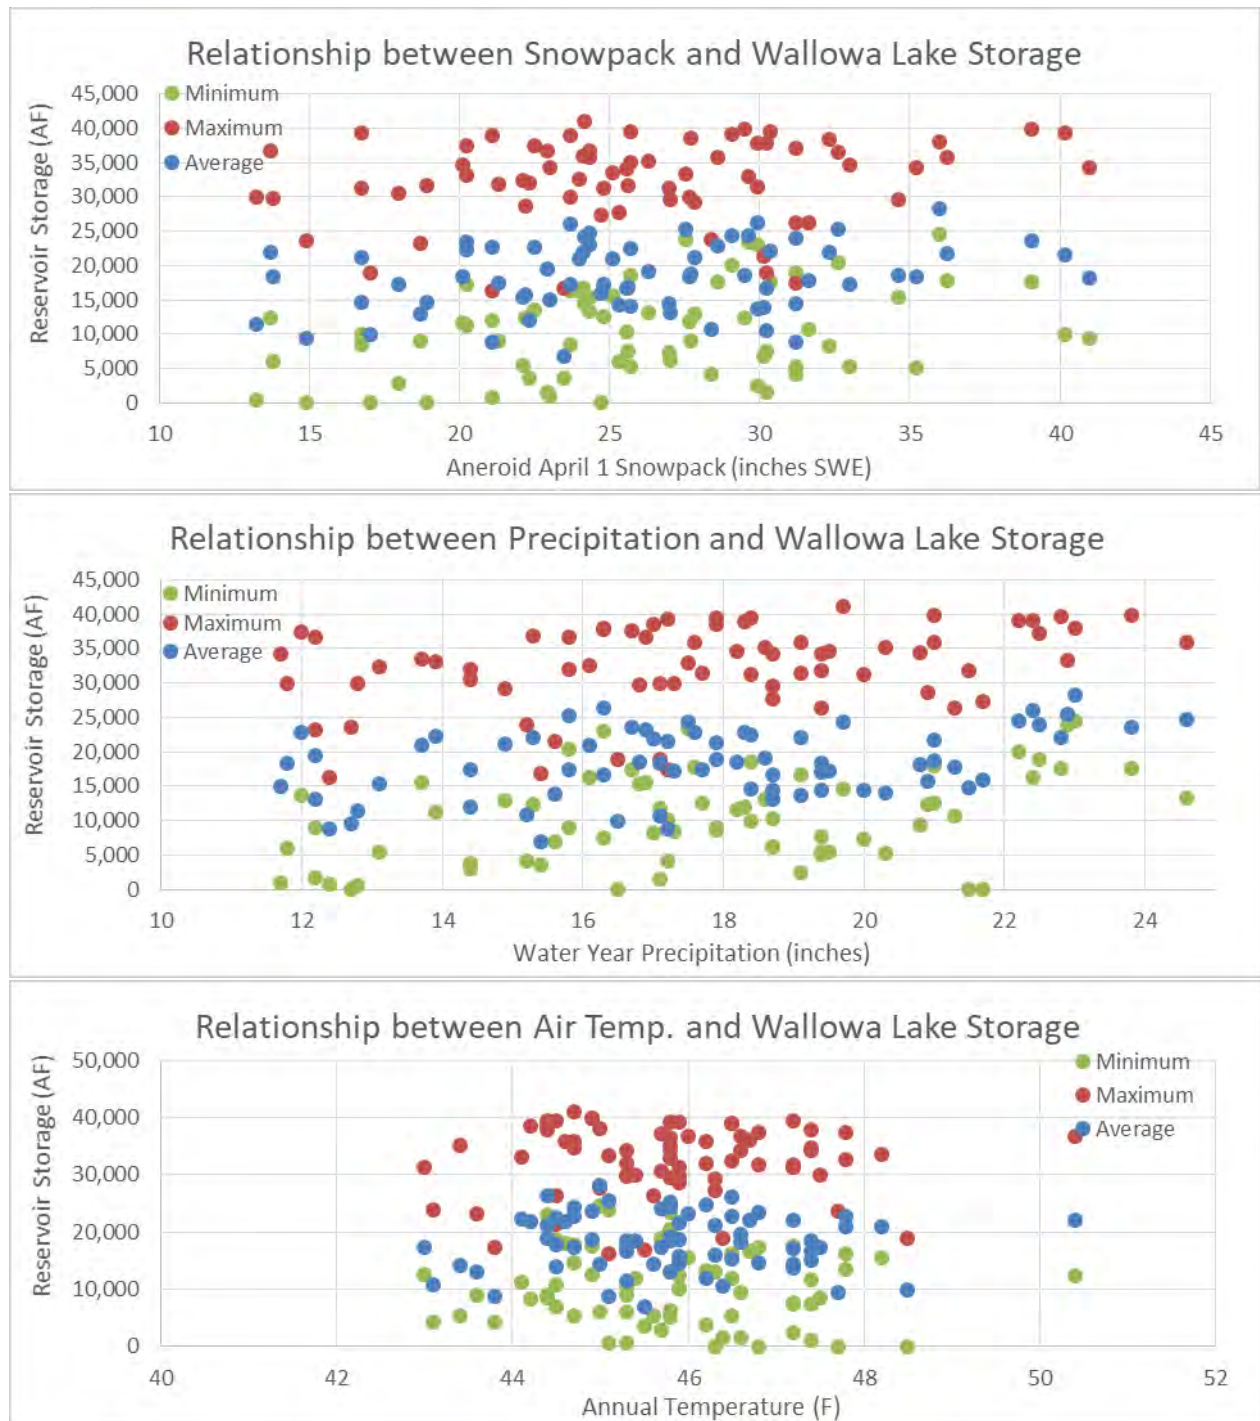 Relationship between Snowpack and Wallowa Lake Storage
Reservoir Storage (AF)
45,000
40,000
35,000
30,000
25,000
20,000
15,000
10,000
5,000
0
Minimum
Maximum
Average
10 15 20 25 30 35 40 45
Aneroid April 1 Snowpack (inches SWE)
Relationship between Precipitation and Wallowa Lake Storage
Reservoir Storage (AF)
45,000
40,000
35,000
30,000
25,000
20,000
15,000
10,000
5,000
0
Minimum
Maximum
Average
10 12 14 16 18 20 22 24
Water Year Precipitation (inches)
Relationship between Air Temp. and Wallowa Lake Storage
Reservoir Storage (AF)
50,000
40,000
30,000
20,000
10,000
0
Minimum
Maximum
Average
40 42 44 46 48 50 52
Annual Temperature (F)